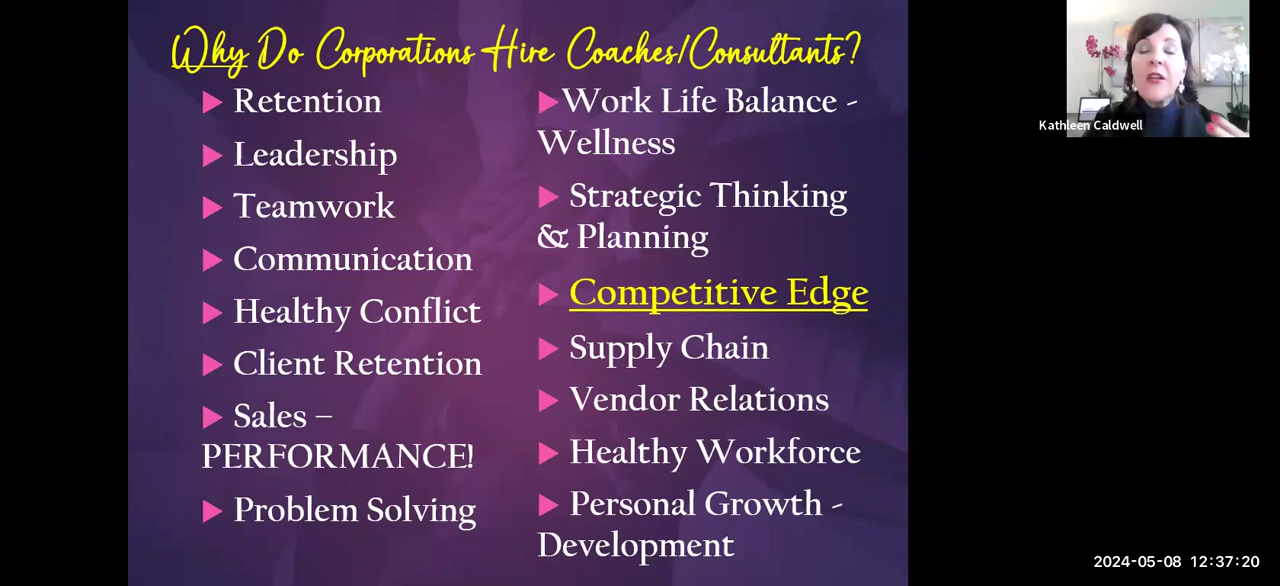 Why Do Corporations Hire Coaches/Consultants?
Retention
Leadership
Teamwork
Communication
Healthy Conflict
Client Retention
Sales –
PERFORMANCE!
Problem Solving
Work Life Balance -
Wellness
Strategic Thinking
& Planning
Competitive Edge
Supply Chain
Vendor Relations
Healthy Workforce
Personal Growth -
Development
Kathleen Caldwell
2024-05-08 12:37:20